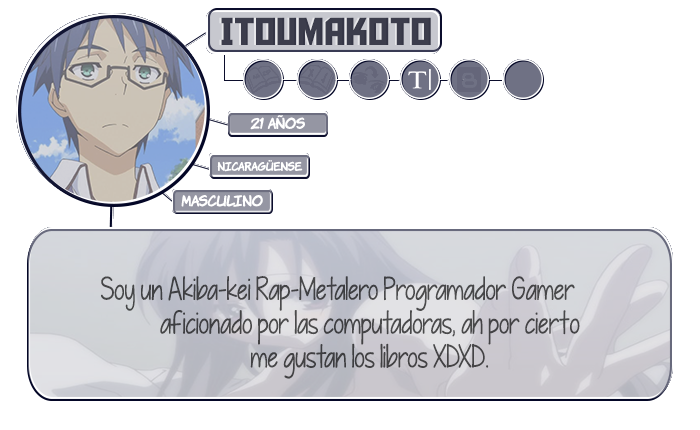 ITOUMAKOTO
T
B
21 AÑOS
NICARAGÜENSE
MASCULINO
Soy un Akiba-kei Rap-Metalero Programador Gamer
aficionado por las computadoras, ah por cierto
me gustan los libros XDXD.